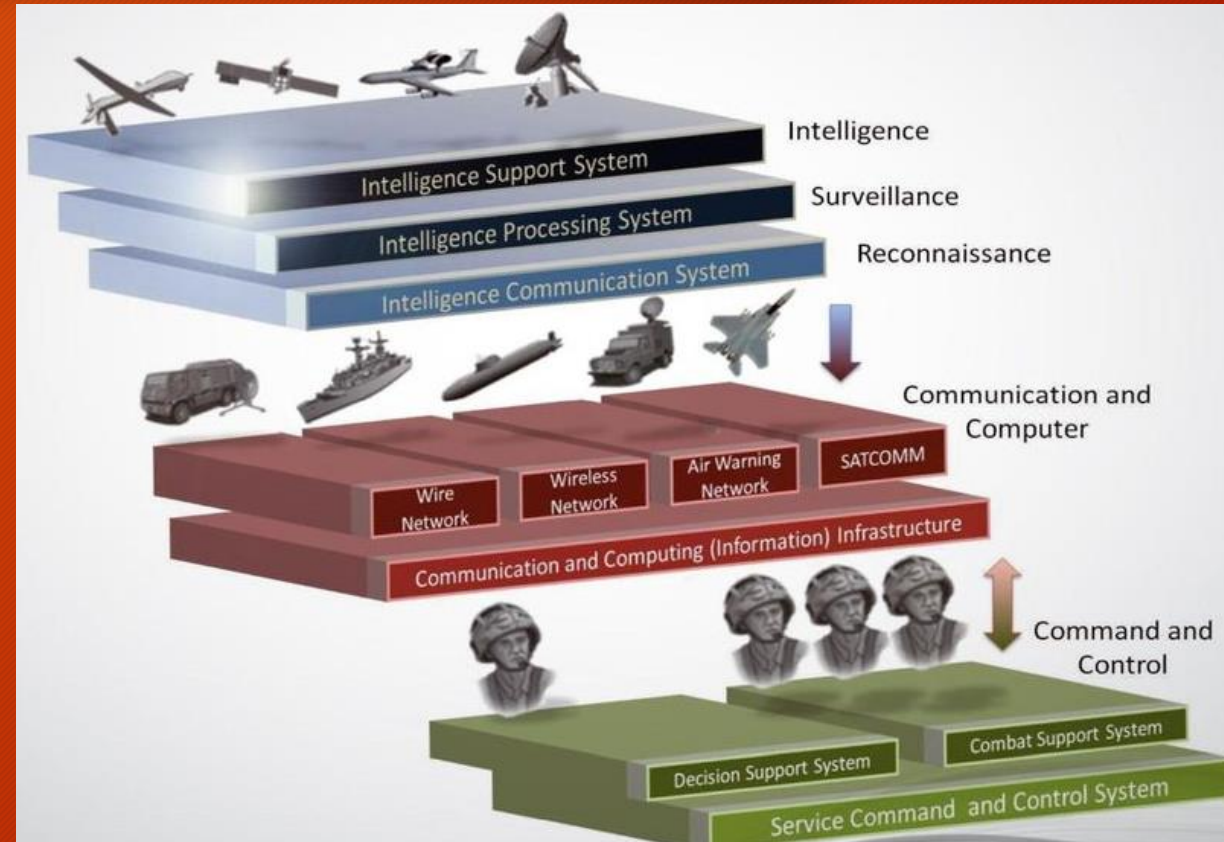 Intelligence
Intelligence Support System
Surveillance
Intelligence Processing System
Reconnaissance
Intelligence Communication System
Communication and
Computer
Wire
Network
Wireless
Network
Air Warning
Network
SATCOMM
Communication and Computing (Information) Infrastructure
Command and
Control
Decision Support System
Combat Support System
Service Command and Control System